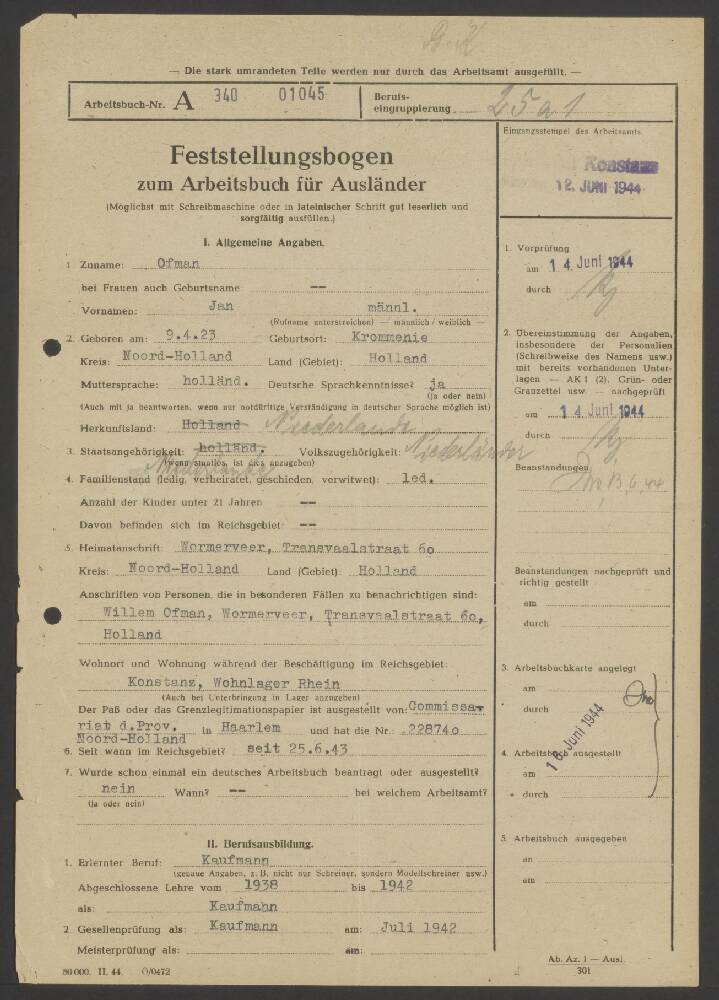 — Die stark umrandeten Teile werden nur durch das Arbeitsamt ausgefüllt. —
Arbeitsbuch-Nr. A 340 01045
Berufs-
eingruppierung 25 a 1
Eingangsstempel des Arbeitsamts
Konstanz
12. JUNI 1944
Feststellungsbogen
zum Arbeitsbuch für Ausländer
(Möglichst mit Schreibmaschine oder in lateinischer Schrift gut leserlich und
sorgfältig ausfüllen.)
I. Allgemeine Angaben.
1 Zuname: Ofman
bei Frauen auch Geburtsname --
Vornamen: Jan männl.
(Rufname unterstreichen) — männlich / weiblich —
2. Geboren am: 9.4.23 Geburtsort: Krommenie
Kreis: Noord-Holland Land (Gebiet): Holland
Muttersprache: holländ. Deutsche Sprachkenntnisse? ja
(ja oder nein)
(Auch mit ja beantworten, wenn nur notdürftige Verständigung in deutscher Sprache möglich ist)
Herkunftsland: Holland Niederlande
3. Staatsangehörigkeit: holländ. Volkszugehörigkeit: Niederländer
(Wenn staatlos, ist dies anzugeben)
Niederlande
4. Familienstand (ledig, verheiratet, geschieden, verwitwet): led.
Anzahl der Kinder unter 21 Jahren --
Davon befinden sich im Reichsgebiet --
5. Heimatanschrift: Wormerveer, Transvaalstraat 60
Kreis: Noord-Holland Land (Gebiet): Holland
Anschriften von Personen, die in besonderen Fällen zu benachrichtigen sind:
Willem Ofman, Wormerveer, Transvaalstraat 60,
Holland
Wohnort und Wohnung während der Beschäftigung im Reichsgebiet:
Konstanz, Wohnlager Rhein
(Auch bei Unterbringung in Lager anzugeben)
Der Paß oder das Grenzlegitimationspapier ist ausgestellt von: Commissa-
riat d.Prov. in Haarlem und hat die Nr.: 228740
Noord-Holland
6. Seit wann im Reichsgebiet? seit 25.6.43
7. Wurde schon einmal ein deutsches Arbeitsbuch beantragt oder ausgestellt?
nein Wann? -- bei welchem Arbeitsamt?
(ja oder nein)
II. Berufsausbildung.
1. Erlernter Beruf: Kaufmann
(genaue Angaben, z. B. nicht nur Schreiner, sondern Modellschreiner usw.)
Abgeschlossene Lehre vom 1938 bis 1942
als: Kaufmann
2. Gesellenprüfung als: Kaufmann am: Juli 1942
Meisterprüfung als: am:
80 000. II. 44. O/0472
1. Vorprüfung
am 14. Juni 1944
durch
2. Übereinstimmung der Angaben,
insbesondere der Personalien
(Schreibweise des Namens usw.)
mit bereits vorhandenen Unter-
lagen — AK 1 (2), Grün- oder
Grauzettel usw — nachgeprüft
am 14. Juni 1944
durch
Beanstandungen
Beanstandungen nachgeprüft und
richtig gestellt
am
durch
3. Arbeitsbuchkarte angelegt
am
durch
18. Juni 1944
4. Arbeitsbuch ausgestellt
am
durch
5. Arbeitsbuch ausgegeben
an
am
Ab. Az. 1 — Ausl.
301